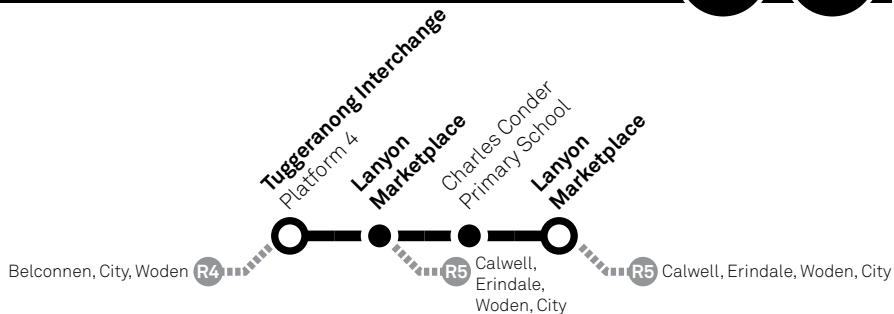 Tuggeranong Interchange
Platform 4
Lanyon
Marketplace
Charles Conder
Primary School
Lanyon
Marketplace
Belconnen, City, Woden R4
R5 Calwell,
Erindale,
Woden, City
R5 Calwell, Erindale, Woden, City